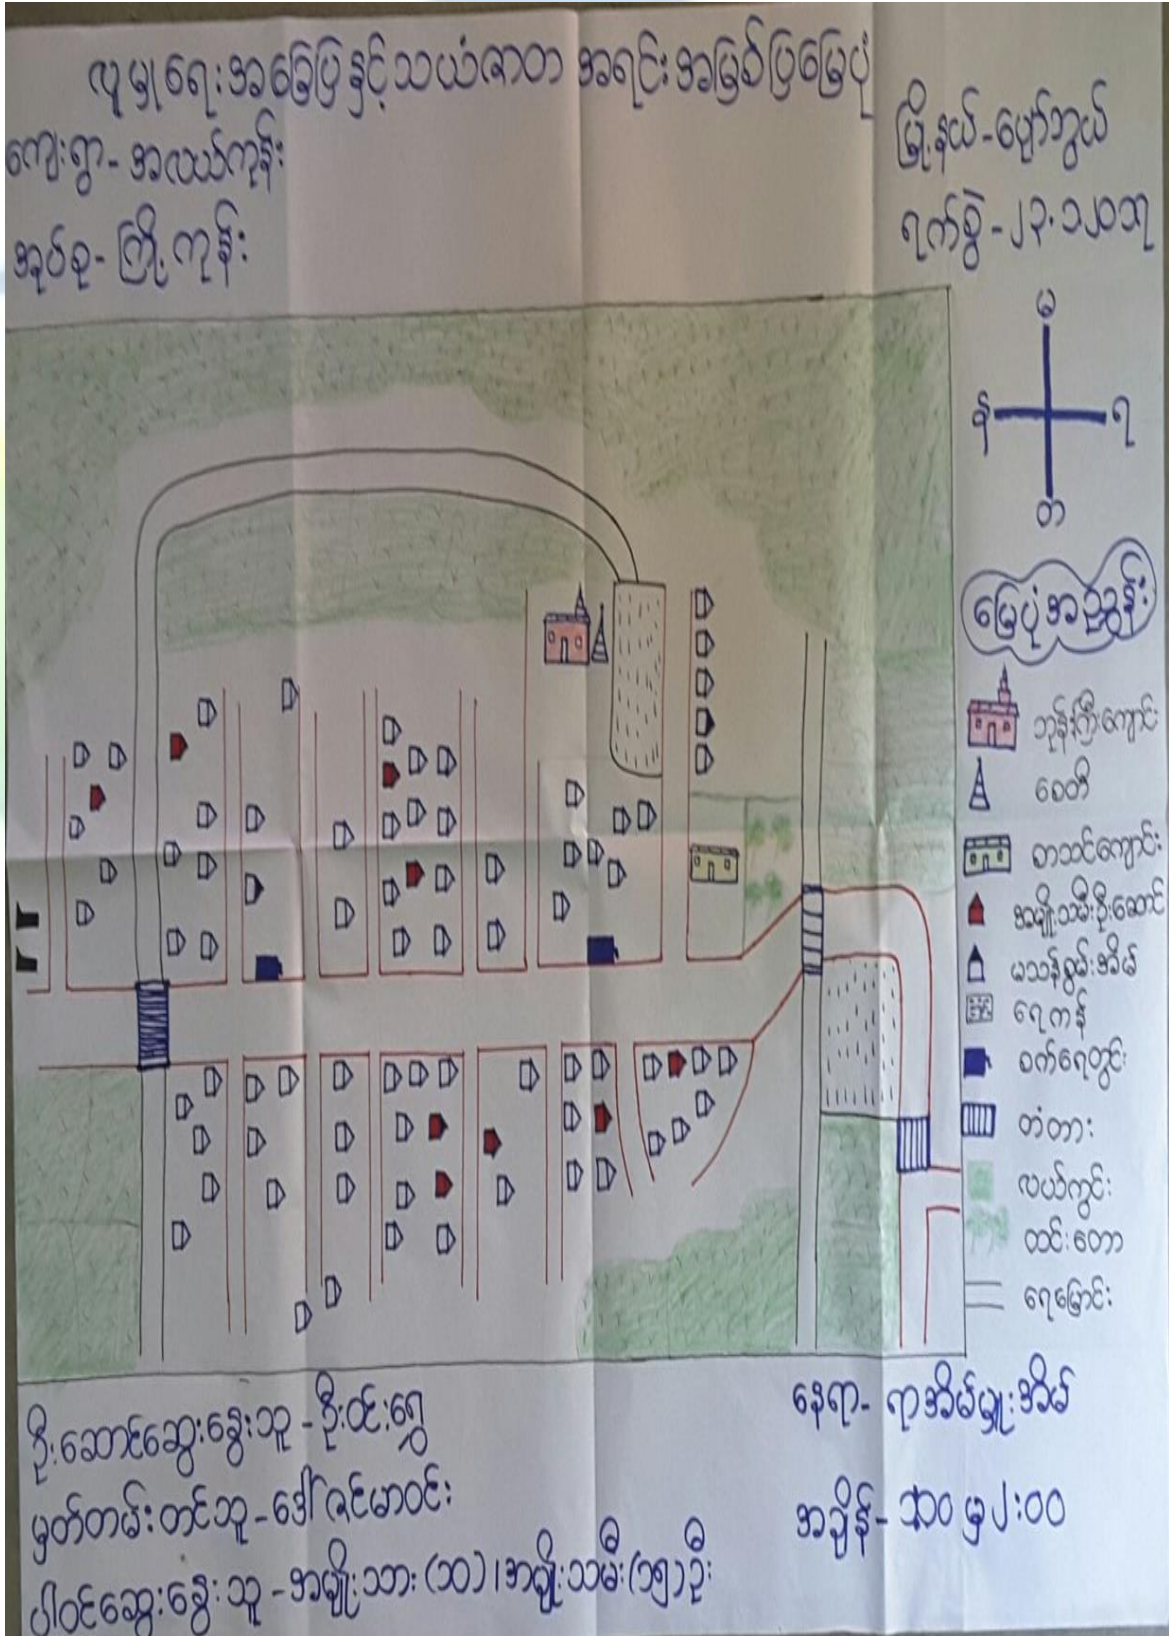 လူမှုရေးအခြေပြနှင့်သယံဇာတ အရင်းအမြစ်ပြမြေပုံ
ကျေးရွာ-အလယ်ကုန်း
မြို့နယ်-ပျော်ဘွယ်
အုပ်စု-ကြို့ကုန်း
ရက်စွဲ-၂၃.၁၂၀၁၃
မ
န
ရ
တ
မြေပုံအညွှန်း
ဘုန်းကြီးကျောင်း
စေတီ
စာသင်ကျောင်း
အမျိုးသမီးဦးဆောင်
မသန်စွမ်းအိမ်
ရေကန်
စက်ရေတွင်း
တံတား
လယ်ကွင်း
ထင်းတော
ရေမြောင်း
ဦးဆောင်ဆွေးနွေးသူ-ဦးဝင်းရွှေ
နေရာ-ရာအိမ်မှူးအိမ်
မှတ်တမ်းတင်သူ-ဒေါ်ဇင်မာဝင်း
အချိန်- မှ၂:၀၀
ပါဝင်ဆွေးနွေးသူ-အမျိုးသား(၁၀)၊အမျိုးသမီး(၁၅)ဦး